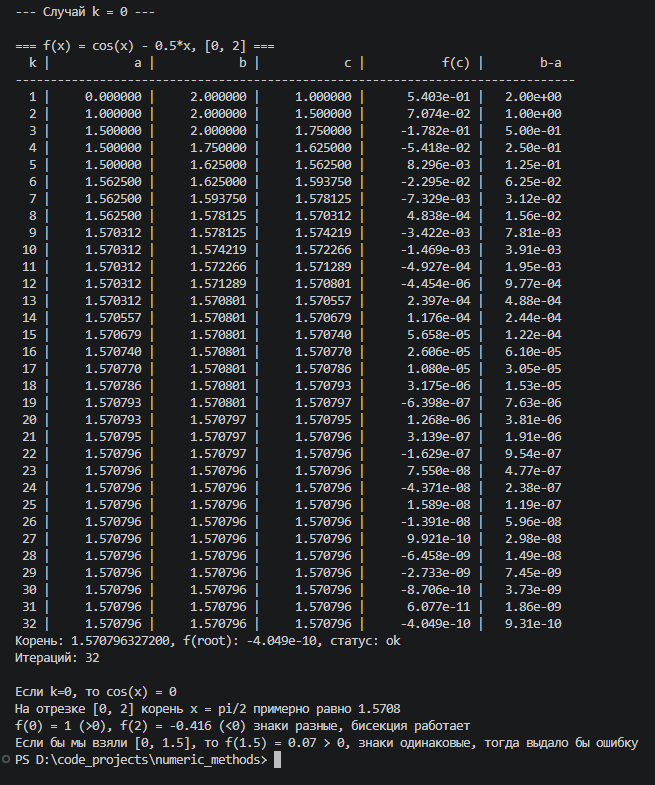 --- Случай k = 0 ---
=== f(x) = cos(x) - 0.5*x, [0, 2] ===
k | a | b | c | f(c) | b-a
----------------------------------------------------------------------
1 | 0.000000 | 2.000000 | 1.000000 | 5.403e-01 | 2.00e+00
2 | 1.000000 | 2.000000 | 1.500000 | 7.074e-02 | 1.00e+00
3 | 1.500000 | 2.000000 | 1.750000 | -1.782e-01 | 5.00e-01
4 | 1.500000 | 1.750000 | 1.625000 | -5.418e-02 | 2.50e-01
5 | 1.500000 | 1.625000 | 1.562500 | 8.296e-03 | 1.25e-01
6 | 1.562500 | 1.625000 | 1.593750 | -2.295e-02 | 6.25e-02
7 | 1.562500 | 1.593750 | 1.578125 | -7.329e-03 | 3.12e-02
8 | 1.562500 | 1.578125 | 1.570312 | 4.838e-04 | 1.56e-02
9 | 1.570312 | 1.578125 | 1.574219 | -3.422e-03 | 7.81e-03
10 | 1.570312 | 1.574219 | 1.572266 | -1.469e-03 | 3.91e-03
11 | 1.570312 | 1.572266 | 1.571289 | -4.927e-04 | 1.95e-03
12 | 1.570312 | 1.571289 | 1.570801 | -4.454e-06 | 9.77e-04
13 | 1.570312 | 1.570801 | 1.570557 | 2.397e-04 | 4.88e-04
14 | 1.570557 | 1.570801 | 1.570679 | 1.176e-04 | 2.44e-04
15 | 1.570679 | 1.570801 | 1.570740 | 5.658e-05 | 1.22e-04
16 | 1.570740 | 1.570801 | 1.570770 | 2.606e-05 | 6.10e-05
17 | 1.570770 | 1.570801 | 1.570786 | 1.080e-05 | 3.05e-05
18 | 1.570786 | 1.570801 | 1.570793 | 3.175e-06 | 1.53e-05
19 | 1.570793 | 1.570801 | 1.570797 | -6.398e-07 | 7.63e-06
20 | 1.570793 | 1.570797 | 1.570795 | 1.268e-06 | 3.81e-06
21 | 1.570795 | 1.570797 | 1.570796 | 3.139e-07 | 1.91e-06
22 | 1.570796 | 1.570797 | 1.570796 | -1.629e-07 | 9.54e-07
23 | 1.570796 | 1.570796 | 1.570796 | 7.550e-08 | 4.77e-07
24 | 1.570796 | 1.570796 | 1.570796 | -4.371e-08 | 2.38e-07
25 | 1.570796 | 1.570796 | 1.570796 | 1.589e-08 | 1.19e-07
26 | 1.570796 | 1.570796 | 1.570796 | -1.391e-08 | 5.96e-08
27 | 1.570796 | 1.570796 | 1.570796 | 9.921e-10 | 2.98e-08
28 | 1.570796 | 1.570796 | 1.570796 | -6.458e-09 | 1.49e-08
29 | 1.570796 | 1.570796 | 1.570796 | -2.733e-09 | 7.45e-09
30 | 1.570796 | 1.570796 | 1.570796 | -8.706e-10 | 3.73e-09
31 | 1.570796 | 1.570796 | 1.570796 | 6.077e-11 | 1.86e-09
32 | 1.570796 | 1.570796 | 1.570796 | -4.049e-10 | 9.31e-10
Корень: 1.570796327200, f(root): -4.049e-10, статус: ok
Итераций: 32
Если k=0, то cos(x) = 0
На отрезке [0, 2] корень x = pi/2 примерно равно 1.5708
f(0) = 1 (>0), f(2) = -0.416 (<0) знаки разные, бисекция работает
Если бы мы взяли [0, 1.5], то f(1.5) = 0.07 > 0, знаки одинаковые, тогда выдало бы ошибку
PS D:\code_projects\numeric_methods>